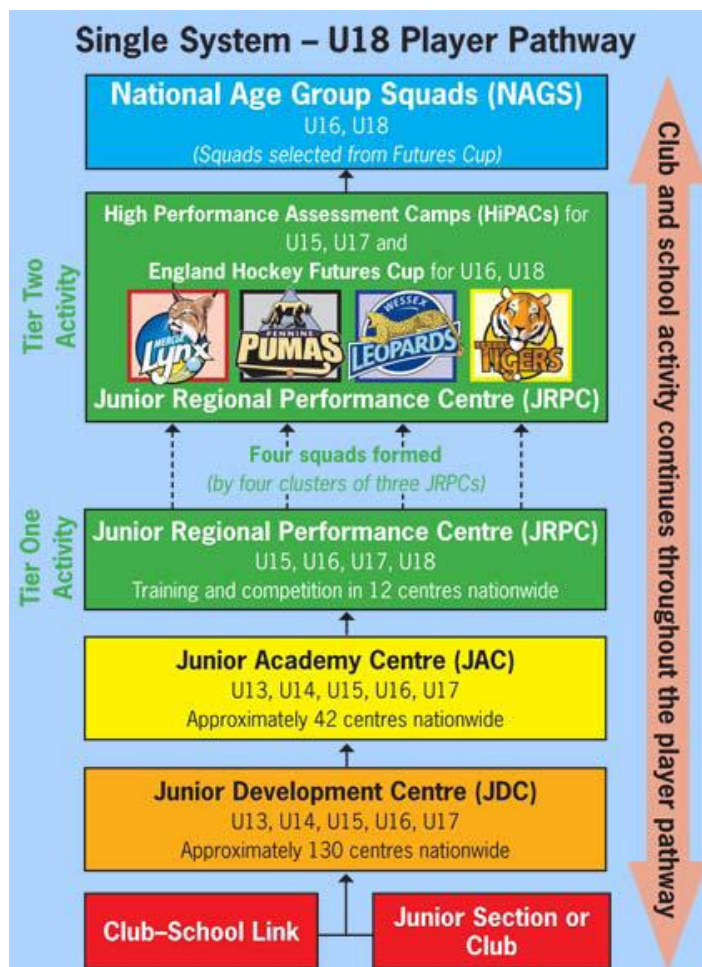 Single System – U18 Player Pathway
National Age Group Squads (NAGS)
U16, U18
(Squads selected from Futures Cup)
High Performance Assessment Camps (HiPACs) for
U15, U17 and
England Hockey Futures Cup for U16, U18
MERCIA
Lynx
PENNINE
PUMAS
WESSEX
LEOPARDS
TIGERS
Junior Regional Performance Centre (JRPC)
Tier Two
Activity
Four squads formed
(by four clusters of three JRPCs)
Junior Regional Performance Centre (JRPC)
U15, U16, U17, U18
Training and competition in 12 centres nationwide
Tier One
Activity
Junior Academy Centre (JAC)
U13, U14, U15, U16, U17
Approximately 42 centres nationwide
Junior Development Centre (JDC)
U13, U14, U15, U16, U17
Approximately 130 centres nationwide
Club–School Link
Junior Section or
Club
Club and school activity continues throughout the player pathway